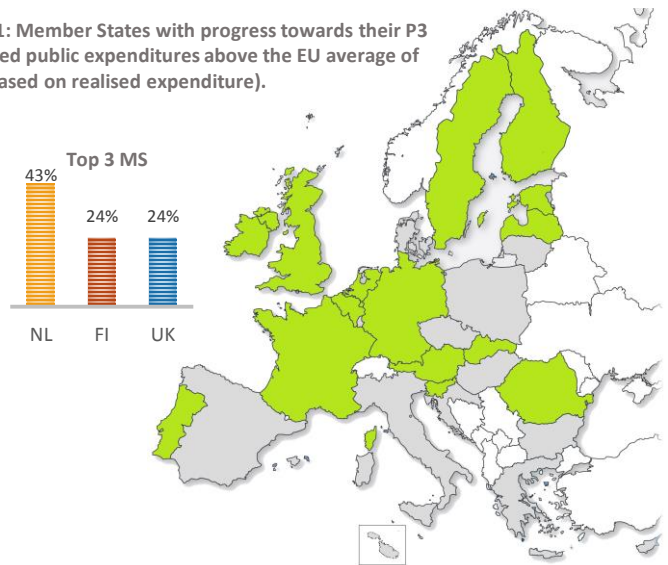 1: Member States with progress towards their P3
ed public expenditures above the EU average of
ased on realised expenditure).
Top 3 MS
43%
24%
24%
NL
FI
UK